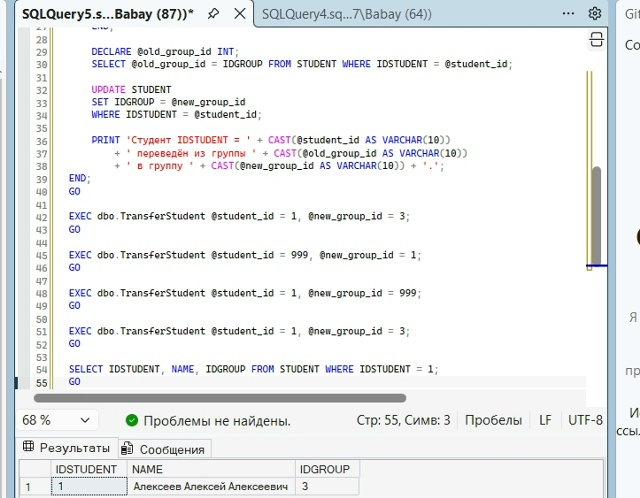 SQLQuery5.s...Babay (87))*
SQLQuery4.sq...7\Babay (64))
Git
Со
28
29 DECLARE @old_group_id INT;
30 SELECT @old_group_id = IDGROUP FROM STUDENT WHERE IDSTUDENT = @student_id;
31
32 UPDATE STUDENT
33 SET IDGROUP = @new_group_id
34 WHERE IDSTUDENT = @student_id;
35
36 PRINT 'Студент IDSTUDENT = ' + CAST(@student_id AS VARCHAR(10))
37 + ' переведён из группы ' + CAST(@old_group_id AS VARCHAR(10))
38 + ' в группу ' + CAST(@new_group_id AS VARCHAR(10)) + '.';
39 END;
40 GO
41
42 EXEC dbo.TransferStudent @student_id = 1, @new_group_id = 3;
43 GO
44
45 EXEC dbo.TransferStudent @student_id = 999, @new_group_id = 1;
46 GO
47
48 EXEC dbo.TransferStudent @student_id = 1, @new_group_id = 999;
49 GO
50
51 EXEC dbo.TransferStudent @student_id = 1, @new_group_id = 3;
52 GO
53
54 SELECT IDSTUDENT, NAME, IDGROUP FROM STUDENT WHERE IDSTUDENT = 1;
55 GO
Я
пр
Ис
ссыл
68 %
Проблемы не найдены.
Стр: 55, Симв: 3
Пробелы
LF
UTF-8
Результаты
Сообщения
IDSTUDENT NAME IDGROUP
1 1 Алексеев Алексей Алексеевич 3